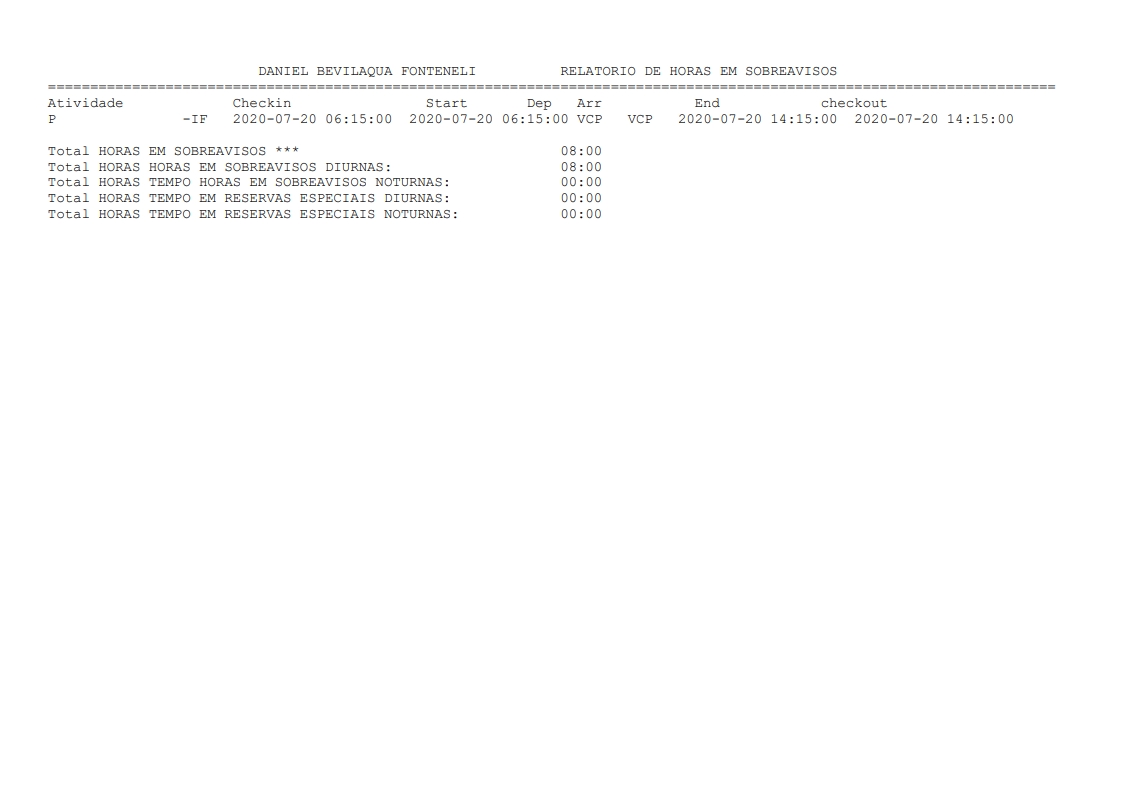 DANIEL BEVILAQUA FONTENELI RELATORIO DE HORAS EM SOBREAVISOS
========================================================================================================================
Atividade Checkin Start Dep Arr End checkout
P -IF 2020-07-20 06:15:00 2020-07-20 06:15:00 VCP VCP 2020-07-20 14:15:00 2020-07-20 14:15:00
Total HORAS EM SOBREAVISOS *** 08:00
Total HORAS HORAS EM SOBREAVISOS DIURNAS: 08:00
Total HORAS TEMPO HORAS EM SOBREAVISOS NOTURNAS: 00:00
Total HORAS TEMPO EM RESERVAS ESPECIAIS DIURNAS: 00:00
Total HORAS TEMPO EM RESERVAS ESPECIAIS NOTURNAS: 00:00